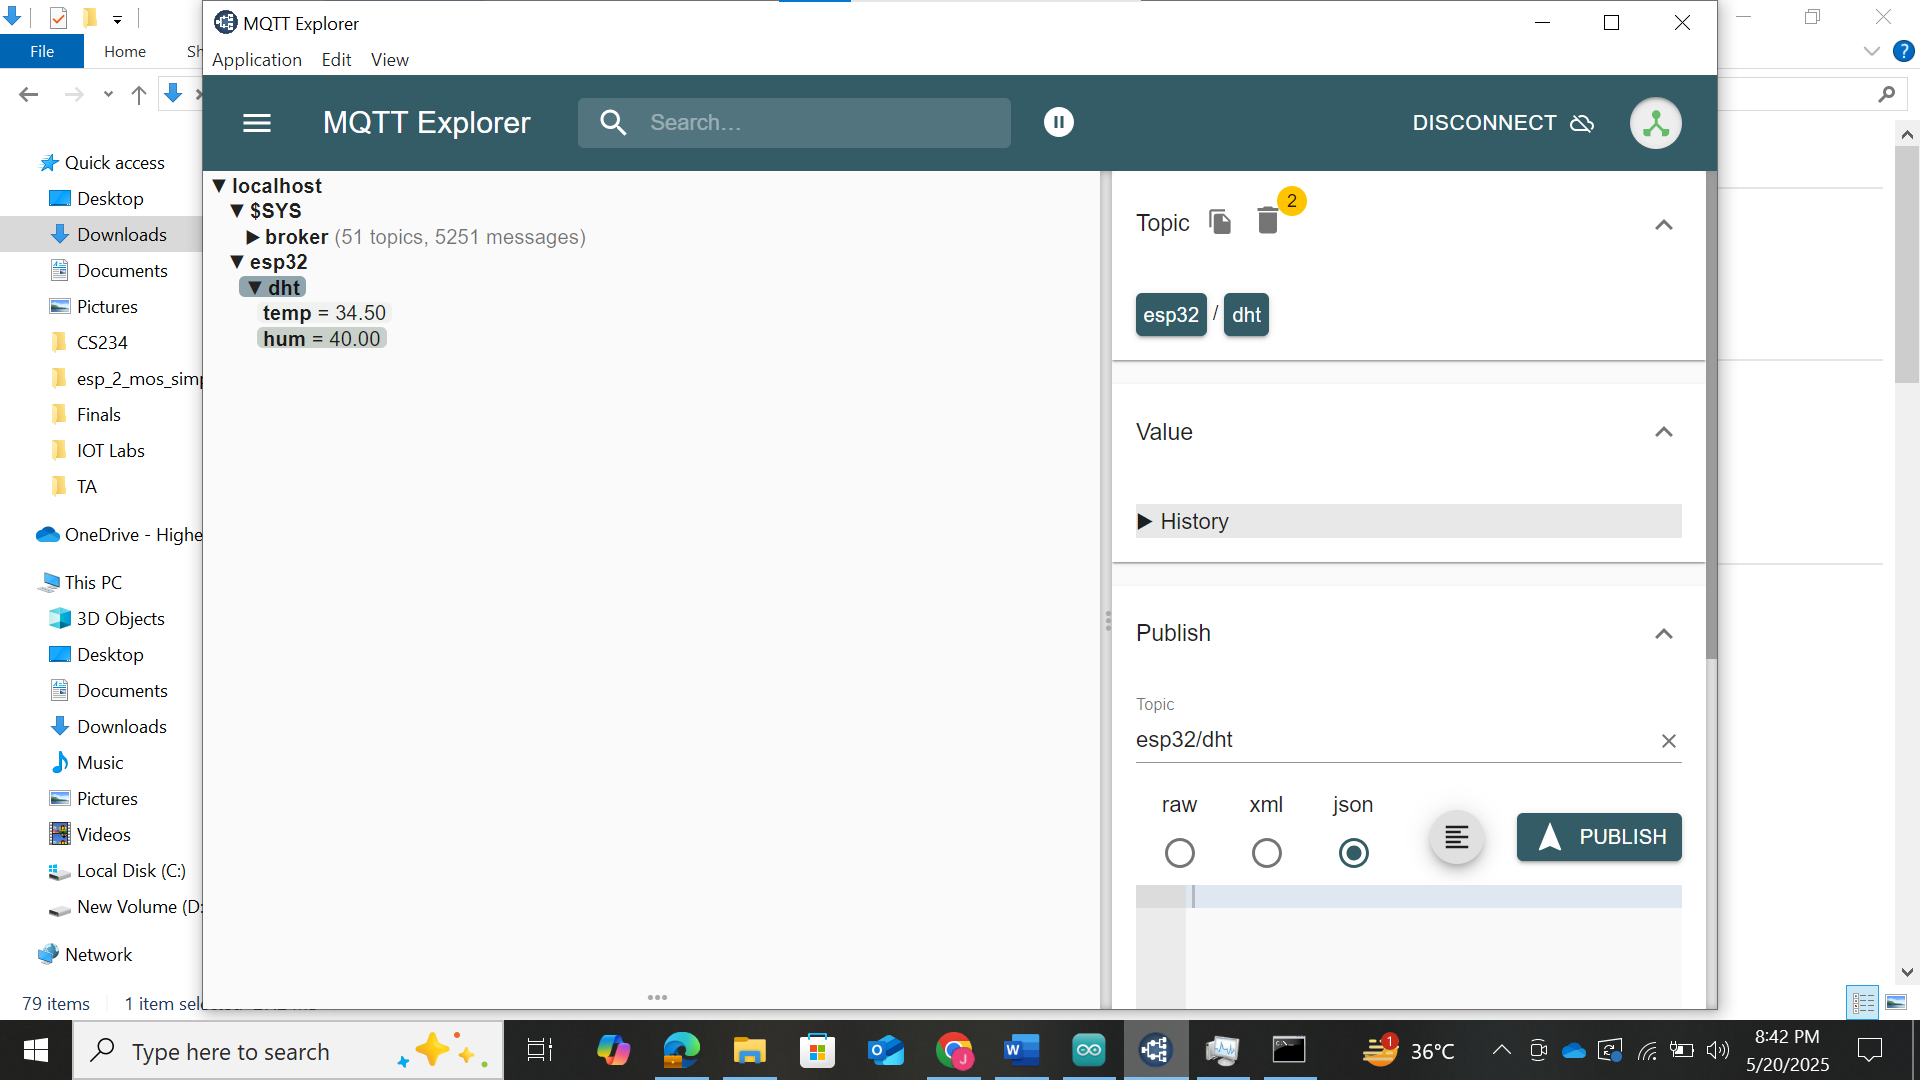 MQTT Explorer
File
Home
Sh
Application Edit View
MQTT Explorer
Search...
DISCONNECT
Quick access
Desktop
Downloads
Documents
Pictures
CS234
esp_2_mos_simp
Finals
IOT Labs
TA
OneDrive - Highe
This PC
3D Objects
Desktop
Documents
Downloads
Music
Pictures
Videos
Local Disk (C:)
New Volume (D:
Network
79 items
1 item sele
localhost
$SYS
broker (51 topics, 5251 messages)
esp32
dht
temp = 34.50
hum = 40.00
Topic
2
esp32 / dht
Value
History
Publish
Topic
esp32/dht
raw xml json
PUBLISH
Type here to search
1
36°C
8:42 PM
5/20/2025